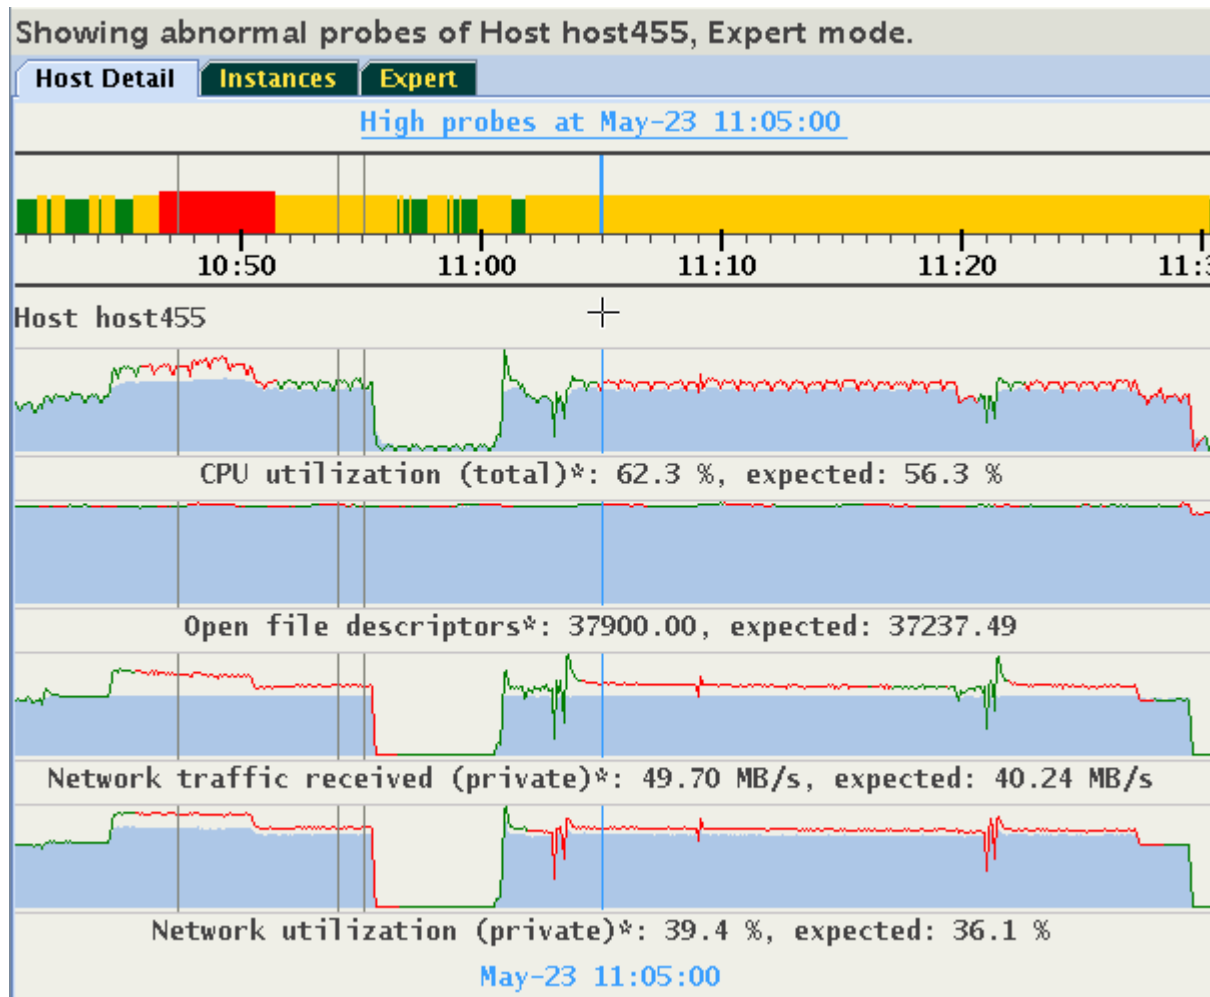 Showing abnormal probes of Host host455, Expert mode.
Host Detail Instances Expert
High probes at May-23 11:05:00
10:50 11:00 11:10 11:20
Host host455
CPU utilization (total)*: 62.3 %, expected: 56.3 %
Open file descriptors*: 37900.00, expected: 37237.49
Network traffic received (private)*: 49.70 MB/s, expected: 40.24 MB/s
Network utilization (private)*: 39.4 %, expected: 36.1 %
May-23 11:05:00